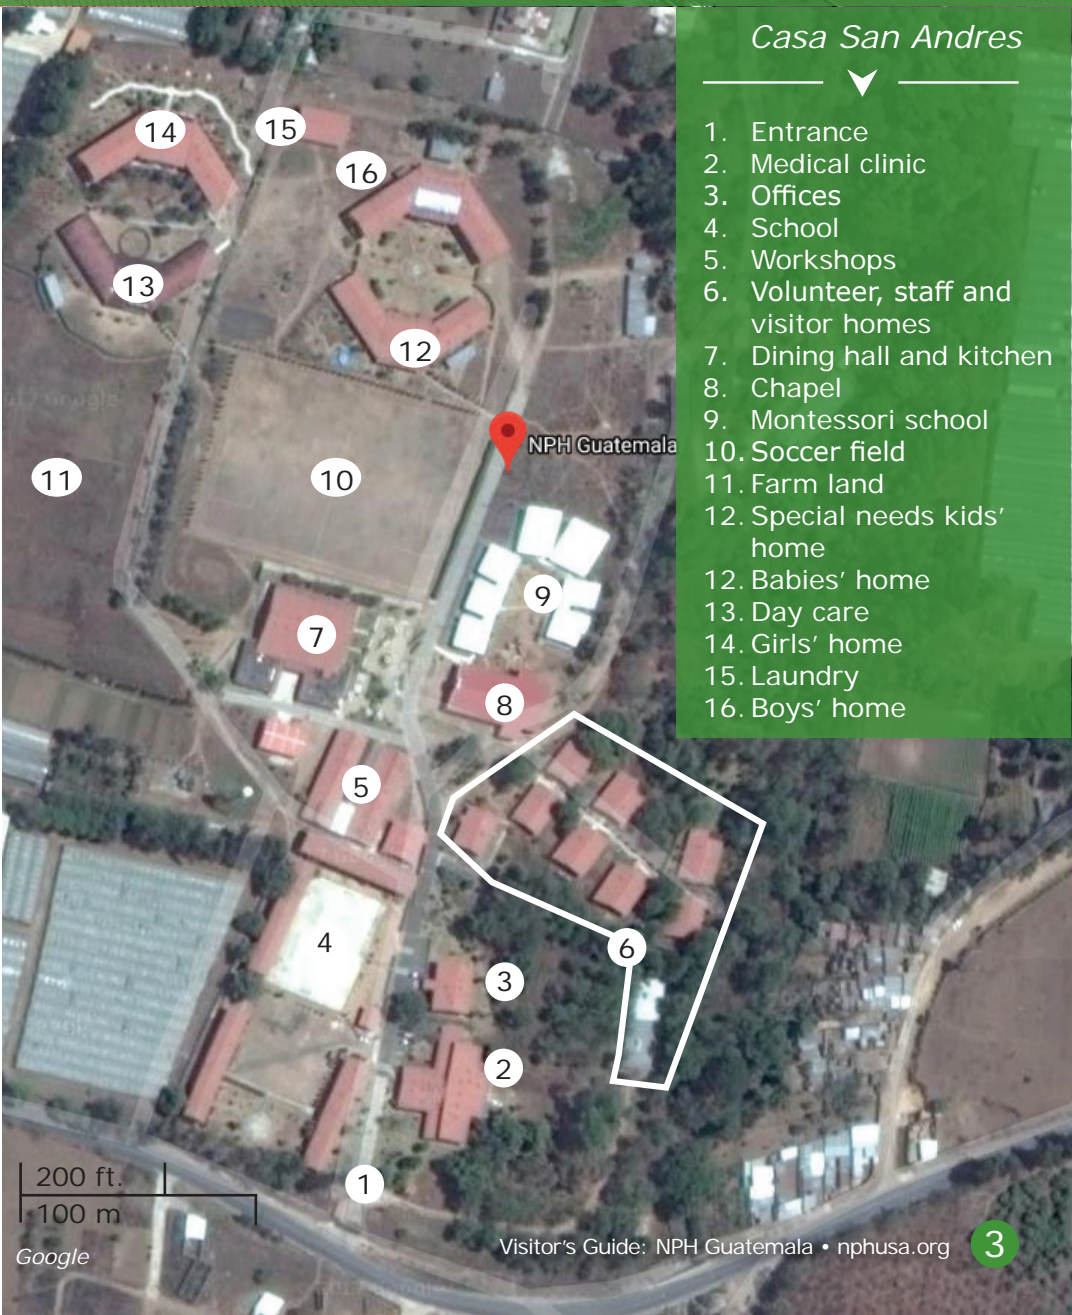 Casa San Andres
1. Entrance
2. Medical clinic
3. Offices
4. School
5. Workshops
6. Volunteer, staff and
visitor homes
7. Dining hall and kitchen
8. Chapel
9. Montessori school
10. Soccer field
11. Farm land
12. Special needs kids'
home
12. Babies' home
13. Day care
14. Girls' home
15. Laundry
16. Boys' home
14
15
16
13
12
NPH Guatemala
11
10
9
7
8
5
6
4
3
2
1
200 ft.
100 m
Google
Visitor's Guide: NPH Guatemala • nphusa.org
3